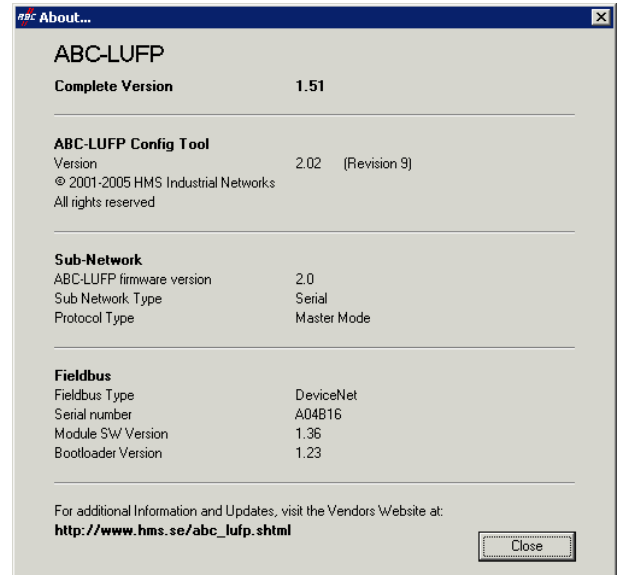 ABC About...
ABC-LUFP
Complete Version 1.51
ABC-LUFP Config Tool
Version 2.02 (Revision 9)
© 2001-2005 HMS Industrial Networks
All rights reserved
Sub-Network
ABC-LUFP firmware version 2.0
Sub Network Type Serial
Protocol Type Master Mode
Fieldbus
Fieldbus Type DeviceNet
Serial number A04B16
Module SW Version 1.36
Bootloader Version 1.23
For additional Information and Updates, visit the Vendors Website at:
http://www.hms.se/abc_lufp.shtml
Close